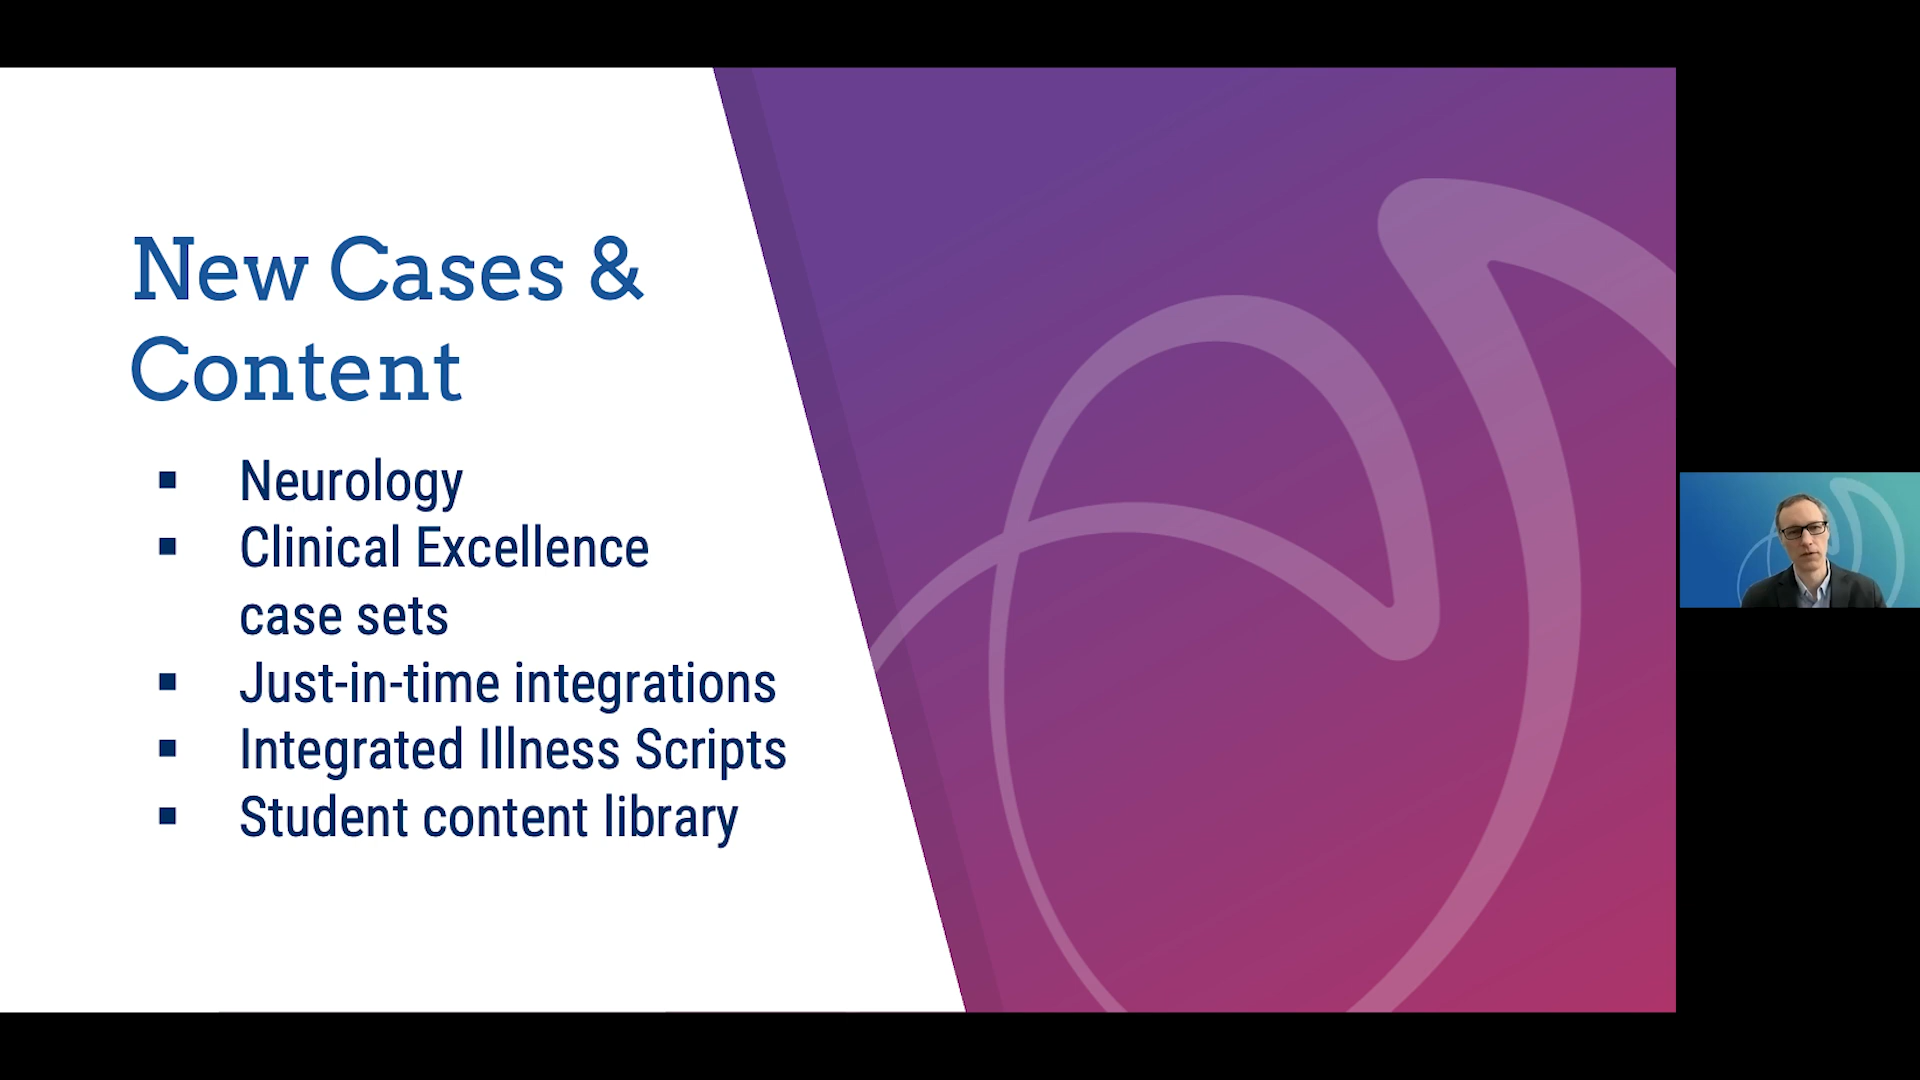 New Cases &
Content
▪ Neurology
▪ Clinical Excellence
case sets
▪ Just-in-time integrations
▪ Integrated Illness Scripts
▪ Student content library